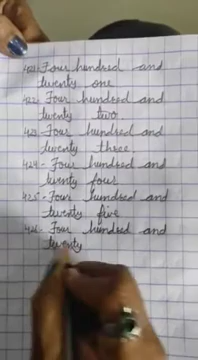 421- Four hundred and
twenty one
422- Four hundred and
twenty two
423- Four hundred and
twenty three
424- Four hundred and
twenty four
425- Four hundred and
twenty five
426- Four hundred and
twenty